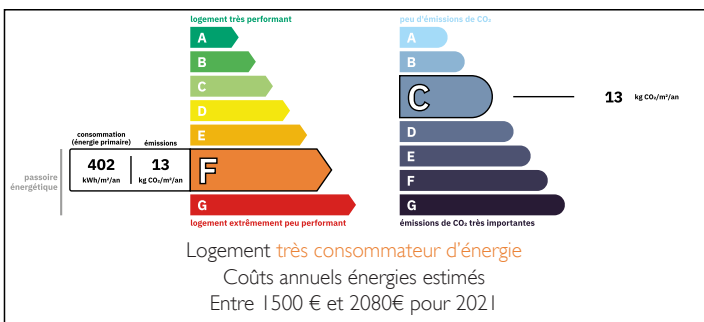 logement très performant
A
B
C
D
E
consommation
(énergie primaire)
émissions
402
13
kWh/m²/an
kg CO₂/m²/an
passoire
énergétique
F
G
logement extrêmement peu performant
peu d'émissions de CO₂
A
B
C
13 kg CO₂/m²/an
D
E
F
G
émissions de CO₂ très importantes
Logement très consommateur d'énergie
Coûts annuels énergies estimés
Entre 1500 € et 2080€ pour 2021